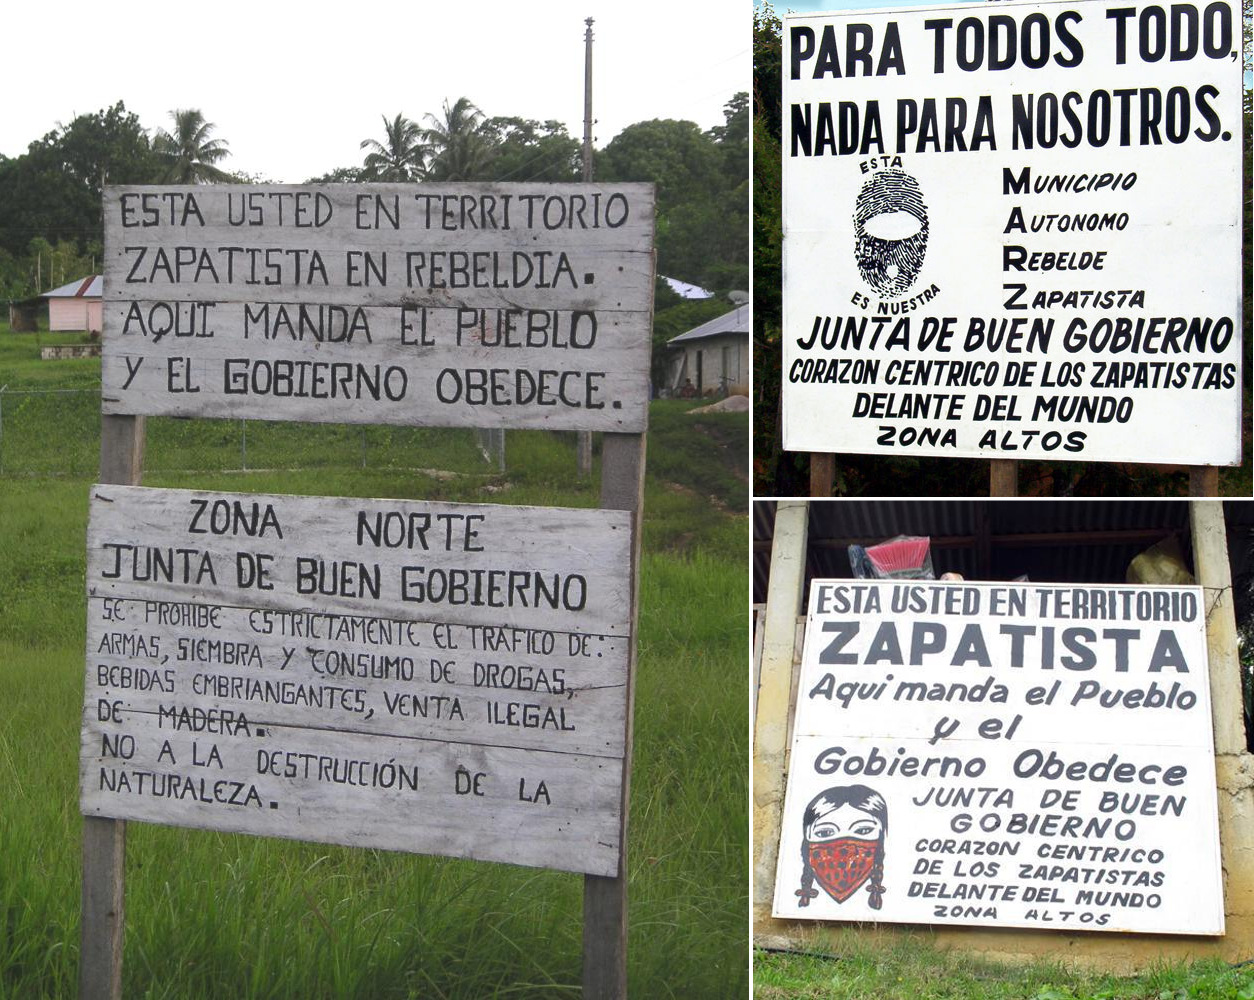 ESTA USTED EN TERRITORIO
ZAPATISTA EN REBELDIA.
AQUI MANDA EL PUEBLO
Y EL GOBIERNO OBEDECE.
ZONA NORTE
JUNTA DE BUEN GOBIERNO
SE PROHIBE ESTRICTAMENTE EL TRAFICO DE:
ARMAS, SIEMBRA Y CONSUMO DE DROGAS,
BEBIDAS EMBRIANGANTES, VENTA ILEGAL
DE MADERA.
NO A LA DESTRUCCIÓN DE LA
NATURALEZA.
PARA TODOS TODO,
NADA PARA NOSOTROS.
ESTA
ES NUESTRA
MUNICIPIO
AUTONOMO
REBELDE
ZAPATISTA
JUNTA DE BUEN GOBIERNO
CORAZON CENTRICO DE LOS ZAPATISTAS
DELANTE DEL MUNDO
ZONA ALTOS
ESTA USTED EN TERRITORIO
ZAPATISTA
Aqui manda el Pueblo
y el
Gobierno Obedece
JUNTA DE BUEN
GOBIERNO
CORAZON CENTRICO
DE LOS ZAPATISTAS
DELANTE DEL MUNDO
ZONA ALTOS